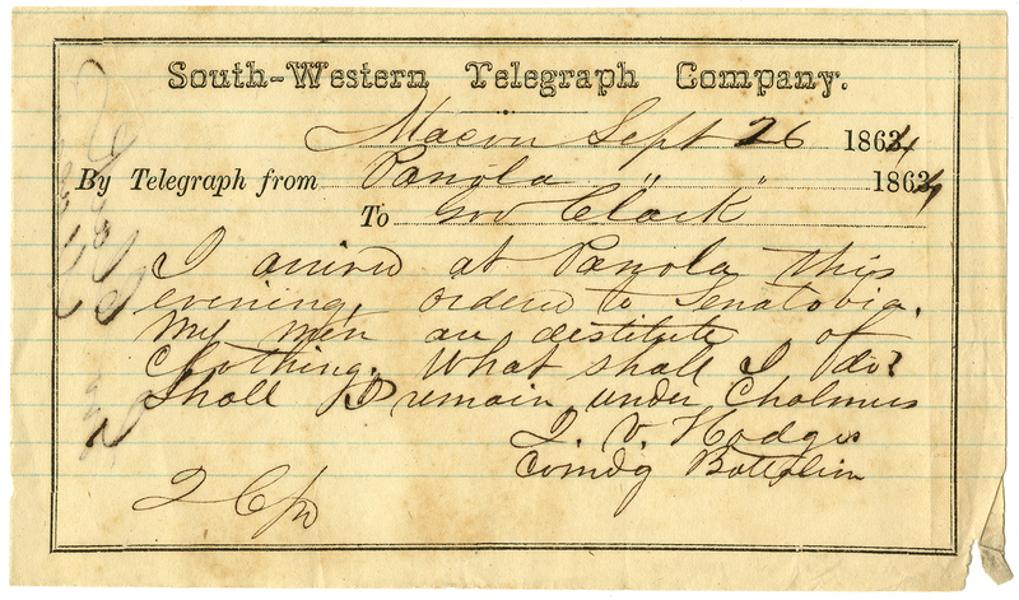 South-Western Telegraph Company.
Macon Sept 26 1864
By Telegraph from Panola " " 1864
To Gov Clark
I arrived at Panola this
evening, ordered to Senatobia.
My men are destitute of
Clothing. What shall I do?
Shall I remain under Chalmers
T. V. Hodges
Comdg Battalion